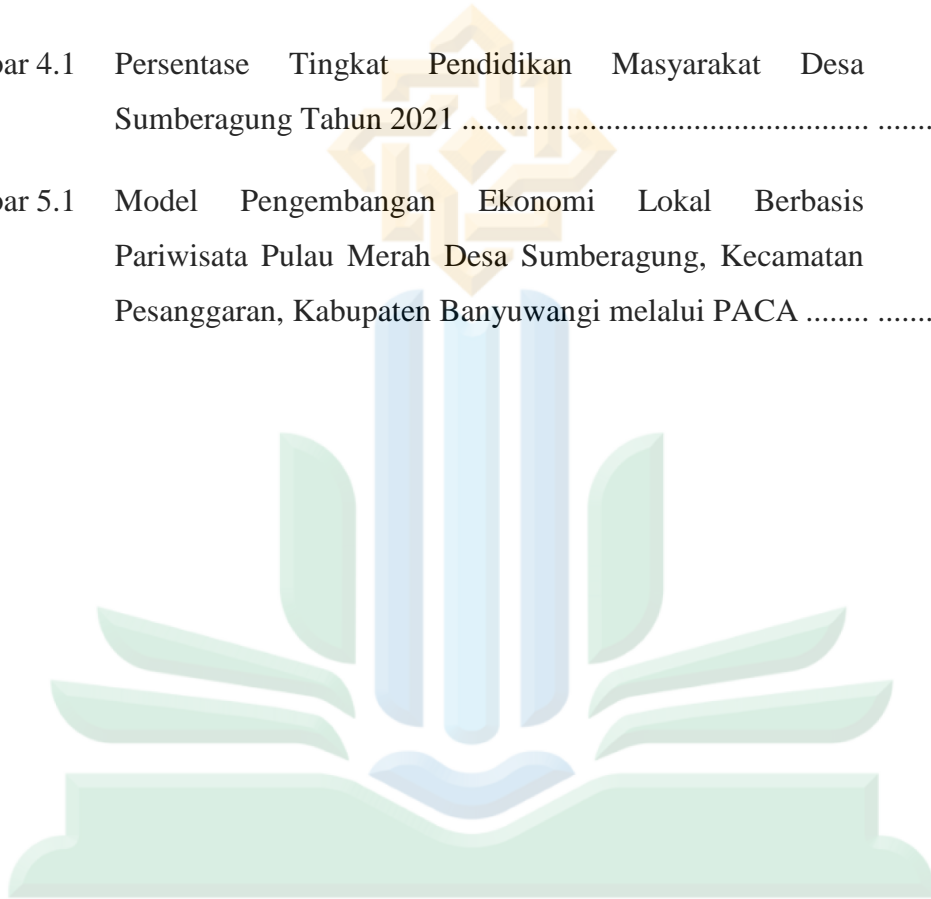 bar 4.1 Persentase Tingkat Pendidikan Masyarakat Desa
Sumberagung Tahun 2021 ................................................ .......
bar 5.1 Model Pengembangan Ekonomi Lokal Berbasis
Pariwisata Pulau Merah Desa Sumberagung, Kecamatan
Pesanggaran, Kabupaten Banyuwangi melalui PACA ........ .......